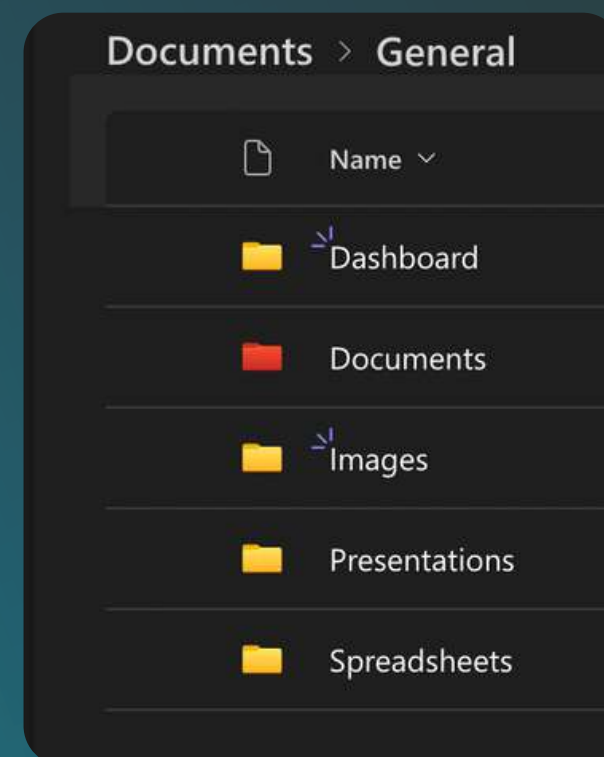 Documents > General
Name
Dashboard
Documents
Images
Presentations
Spreadsheets